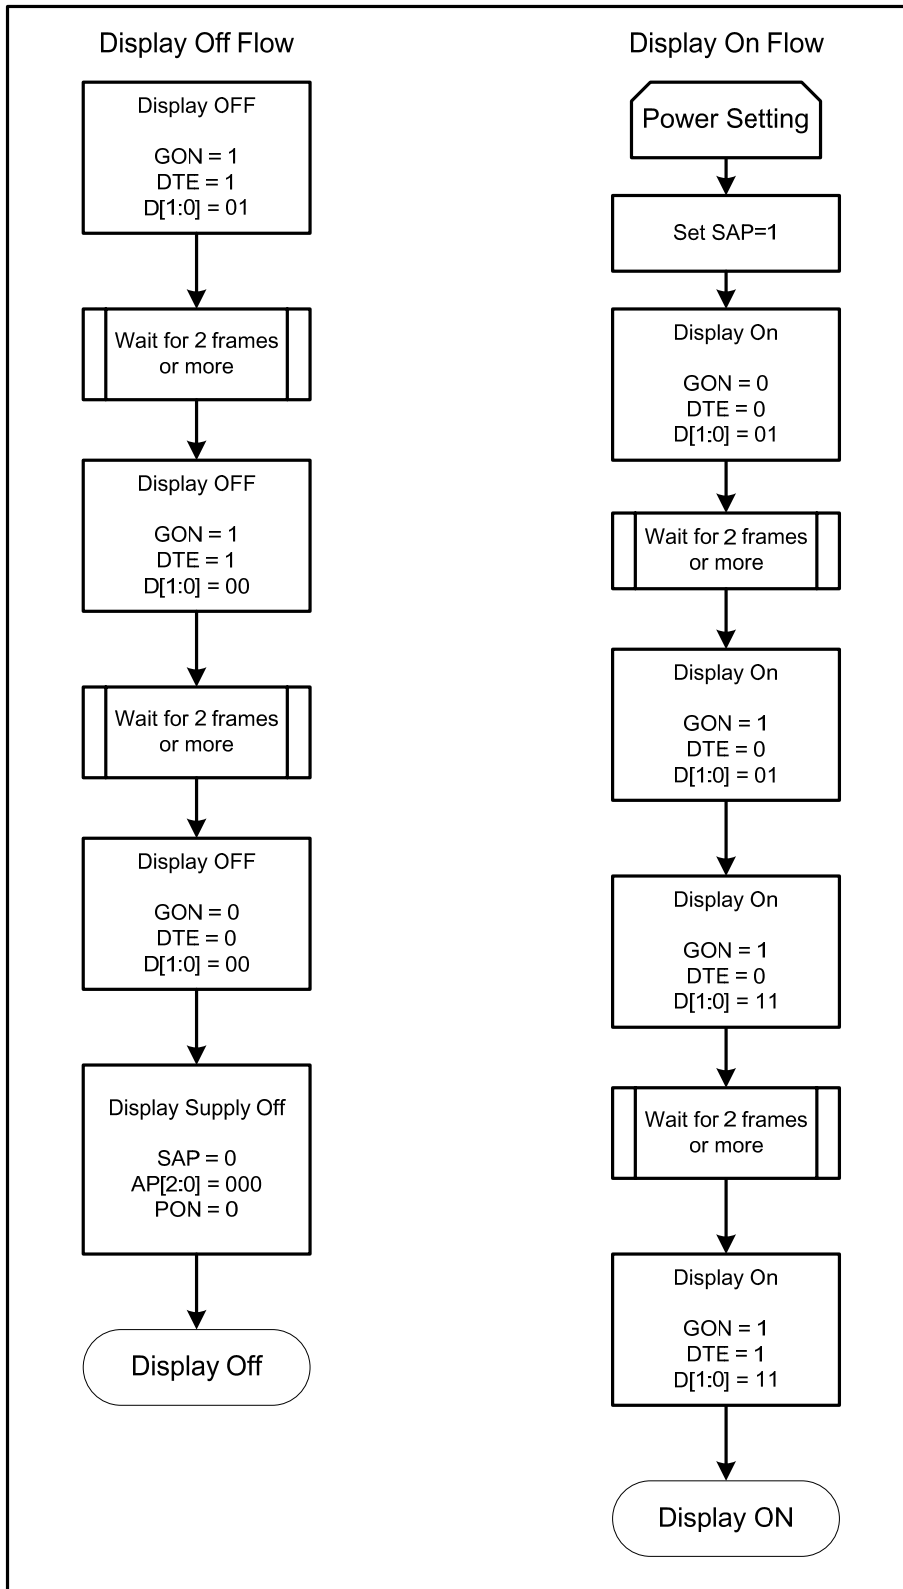 Display Off Flow
Display OFF
GON = 1
DTE = 1
D[1:0] = 01
Wait for 2 frames
or more
Display OFF
GON = 1
DTE = 1
D[1:0] = 00
Wait for 2 frames
or more
Display OFF
GON = 0
DTE = 0
D[1:0] = 00
Display Supply Off
SAP = 0
AP[2:0] = 000
PON = 0
Display Off
Display On Flow
Power Setting
Set SAP=1
Display On
GON = 0
DTE = 0
D[1:0] = 01
Wait for 2 frames
or more
Display On
GON = 1
DTE = 0
D[1:0] = 01
Display On
GON = 1
DTE = 0
D[1:0] = 11
Wait for 2 frames
or more
Display On
GON = 1
DTE = 1
D[1:0] = 11
Display ON